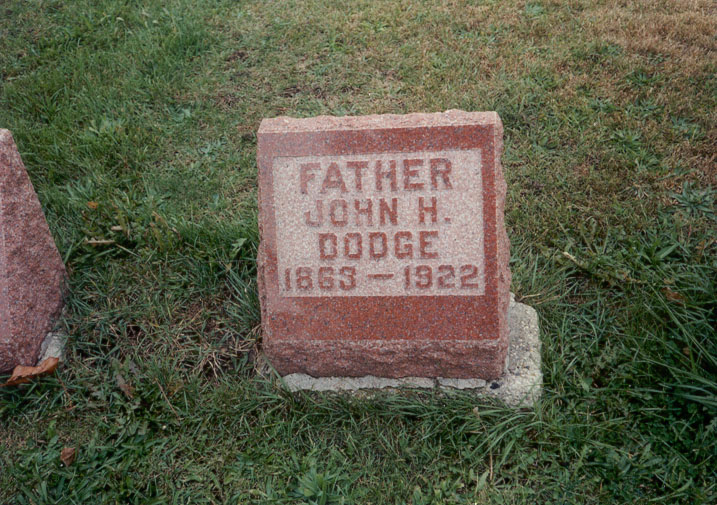 FATHER
JOHN H.
DODGE
1863 — 1922